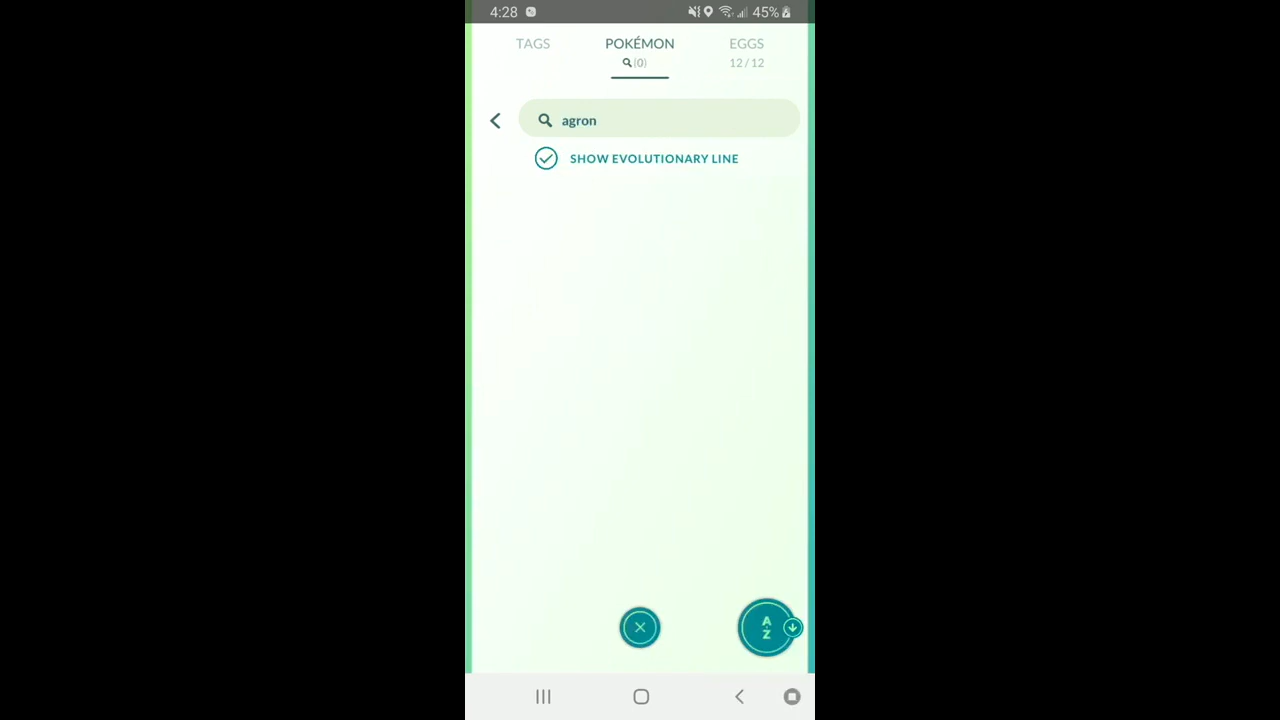 4:28 45%
TAGS POKÉMON EGGS
(0) 12 / 12
agron
SHOW EVOLUTIONARY LINE
A
Z